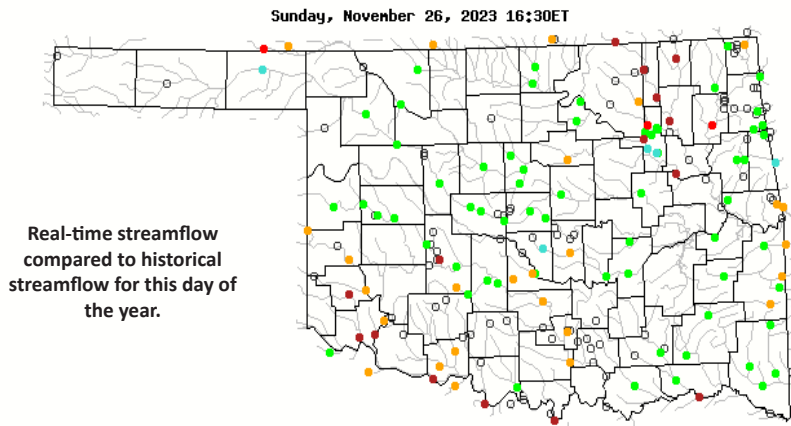 Sunday, November 26, 2023 16:30ET
Real-time streamflow
compared to historical
streamflow for this day of
the year.